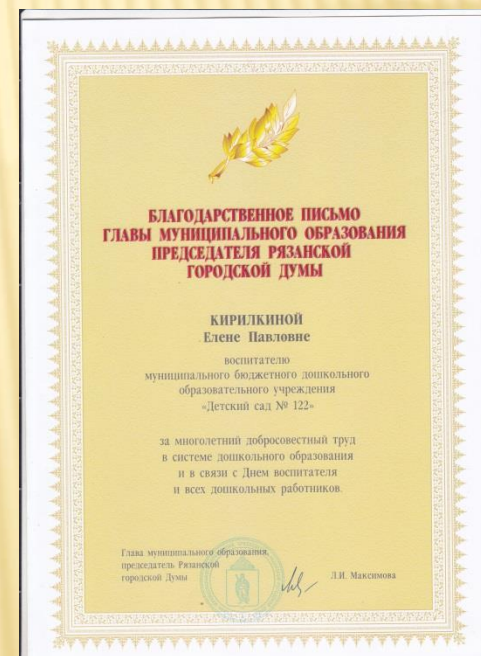 БЛАГОДАРСТВЕННОЕ ПИСЬМО
ГЛАВЫ МУНИЦИПАЛЬНОГО ОБРАЗОВАНИЯ
ПРЕДСЕДАТЕЛЯ РЯЗАНСКОЙ
ГОРОДСКОЙ ДУМЫ
КИРИЛКИНОЙ
Елене Павловне
воспитателю
муниципального бюджетного дошкольного
образовательного учреждения
«Детский сад № 122»
за многолетний добросовестный труд
в системе дошкольного образования
и в связи с Днем воспитателя
и всех дошкольных работников.
Глава муниципального образования,
председатель Рязанской
городской Думы
Л.И. Максимова